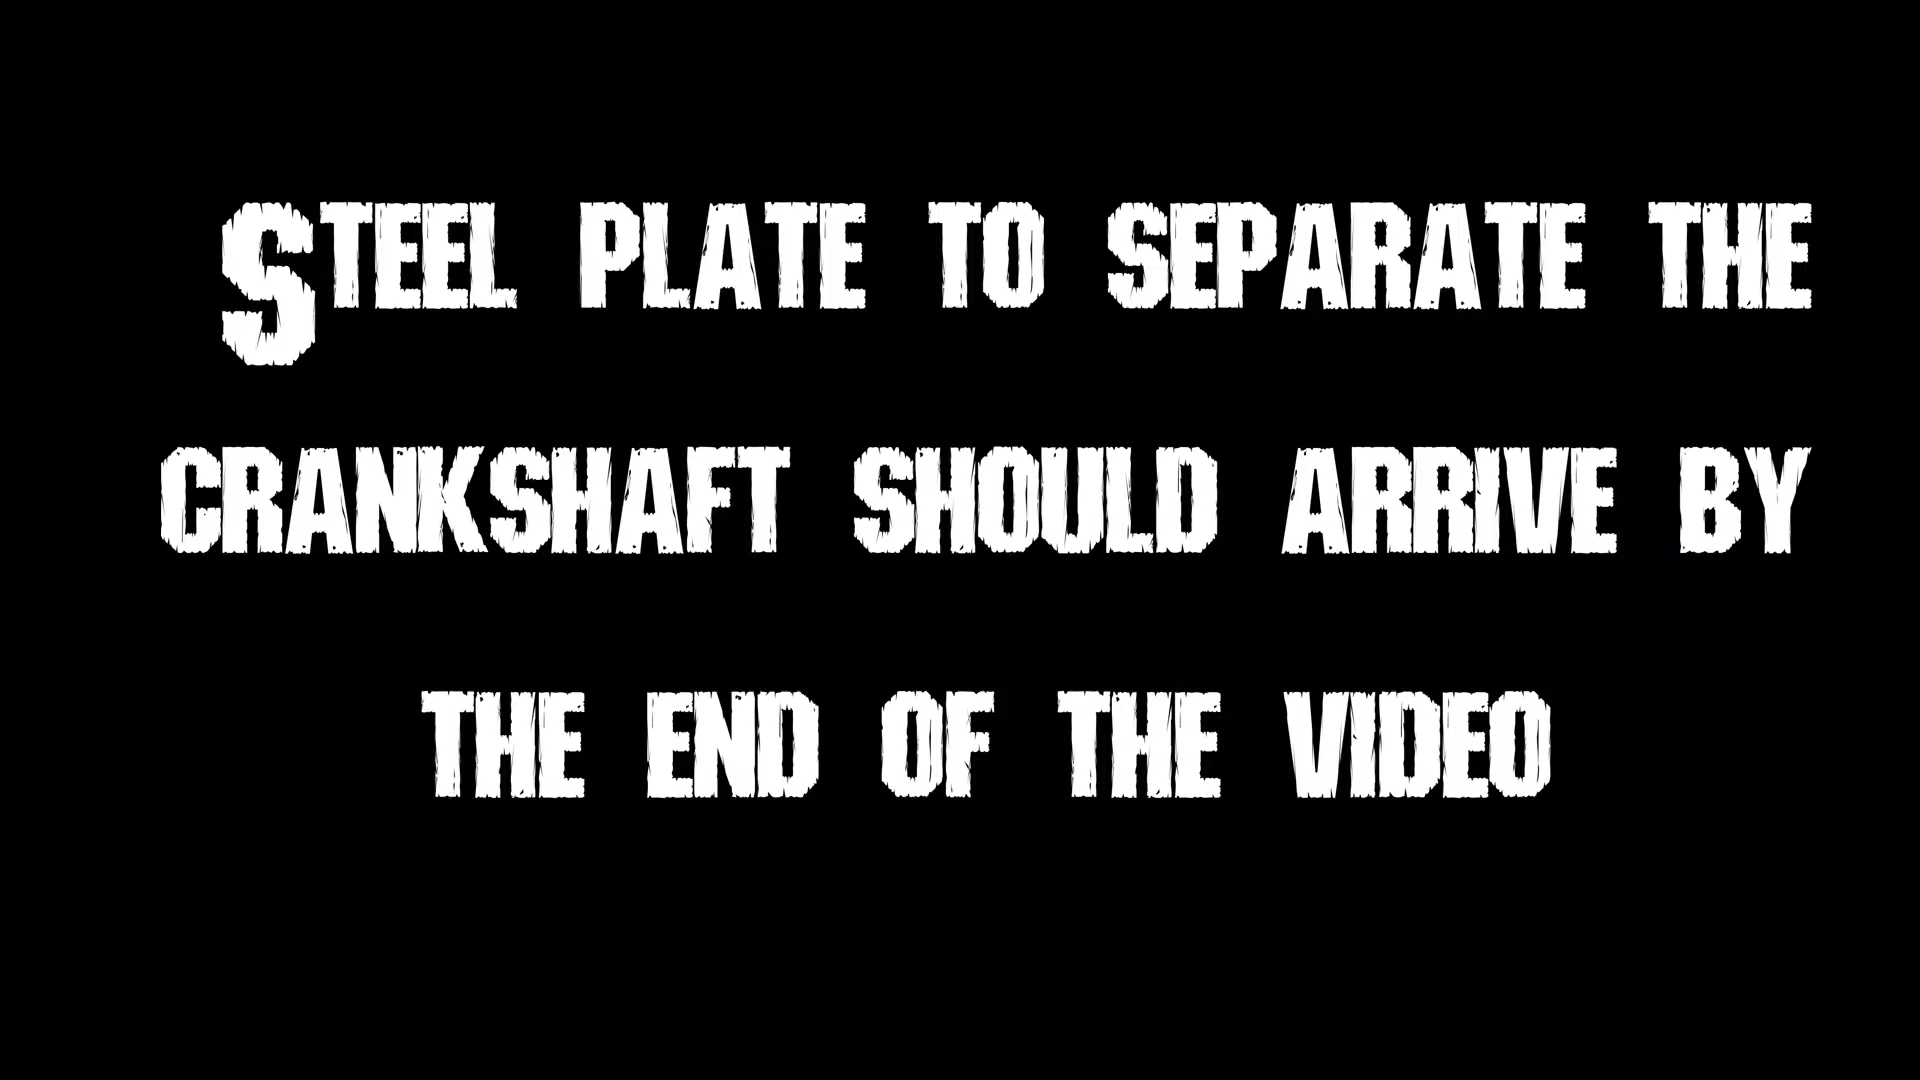 Steel plate to separate the
crankshaft should arrive by
the end of the video